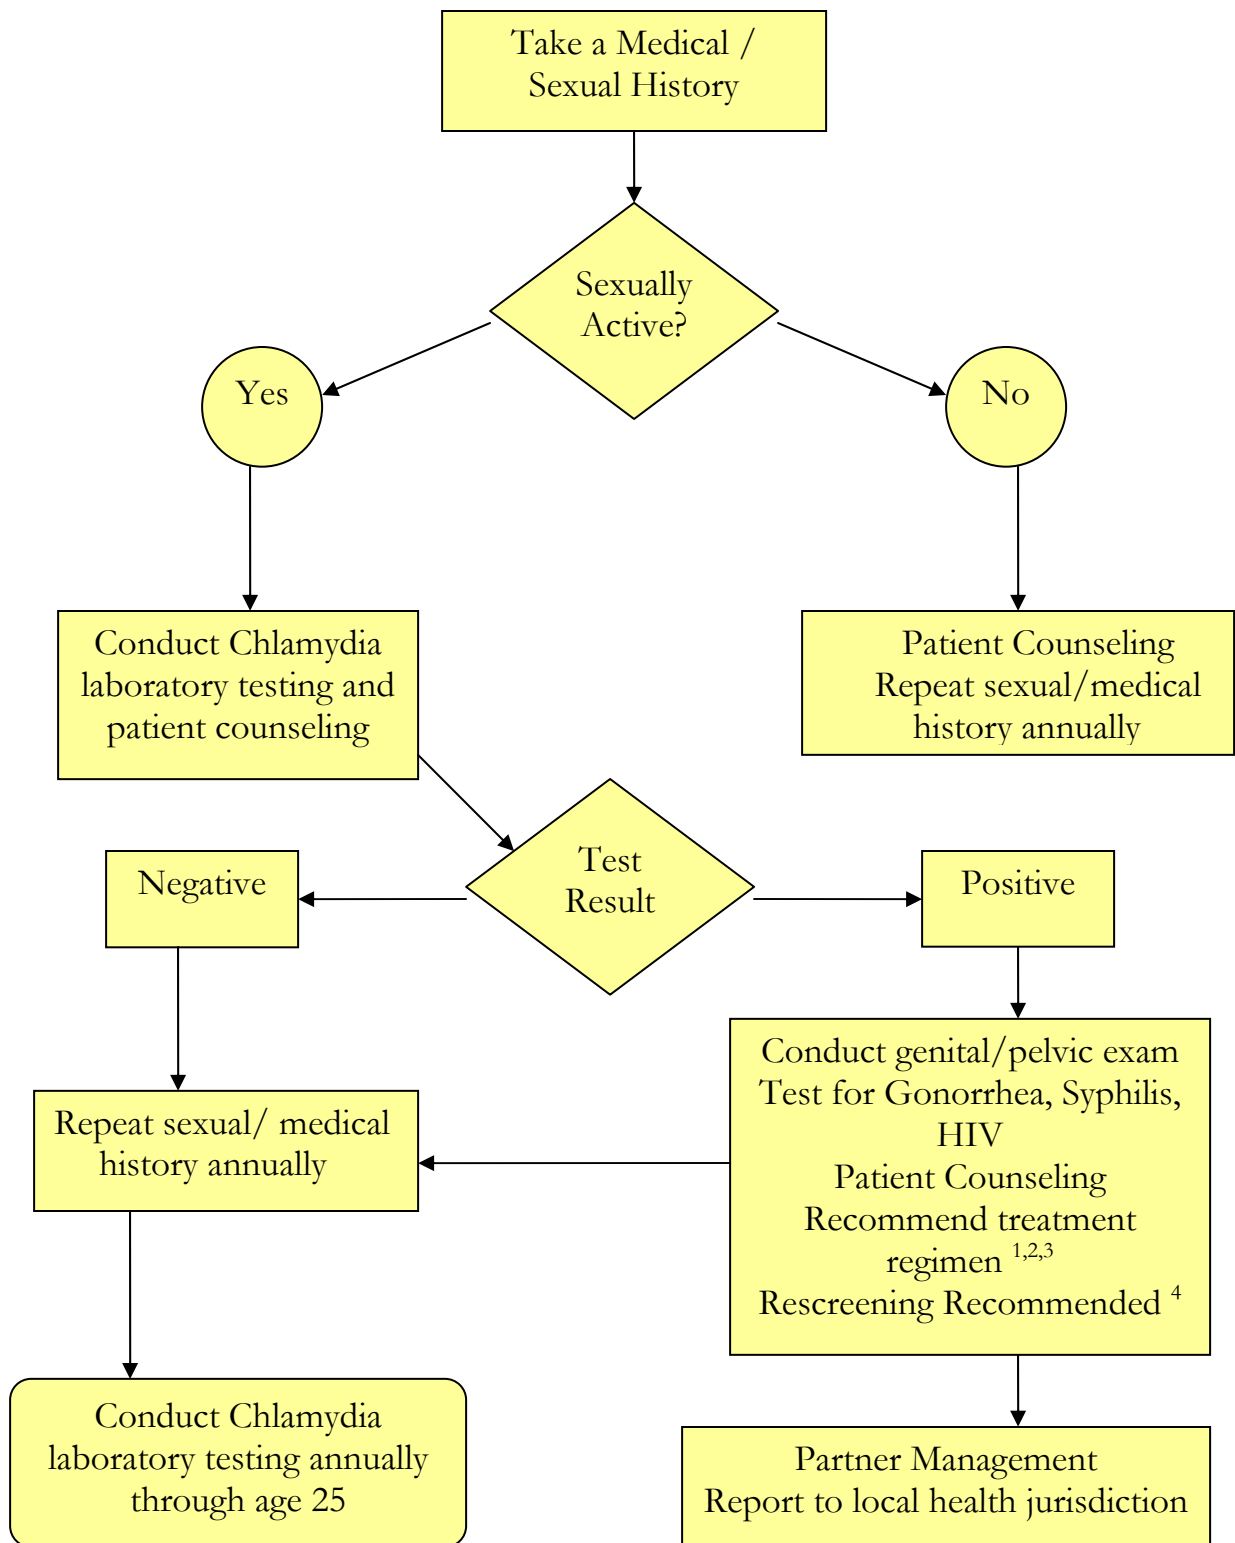 Take a Medical /
Sexual History
Sexually
Active?
Yes
No
Conduct Chlamydia
laboratory testing and
patient counseling
Patient Counseling
Repeat sexual/medical
history annually
Test
Result
Negative
Positive
Conduct genital/pelvic exam
Test for Gonorrhea, Syphilis,
HIV
Patient Counseling
Recommend treatment
regimen 1,2,3
Rescreening Recommended 4
Repeat sexual/ medical
history annually
Conduct Chlamydia
laboratory testing annually
through age 25
Partner Management
Report to local health jurisdiction